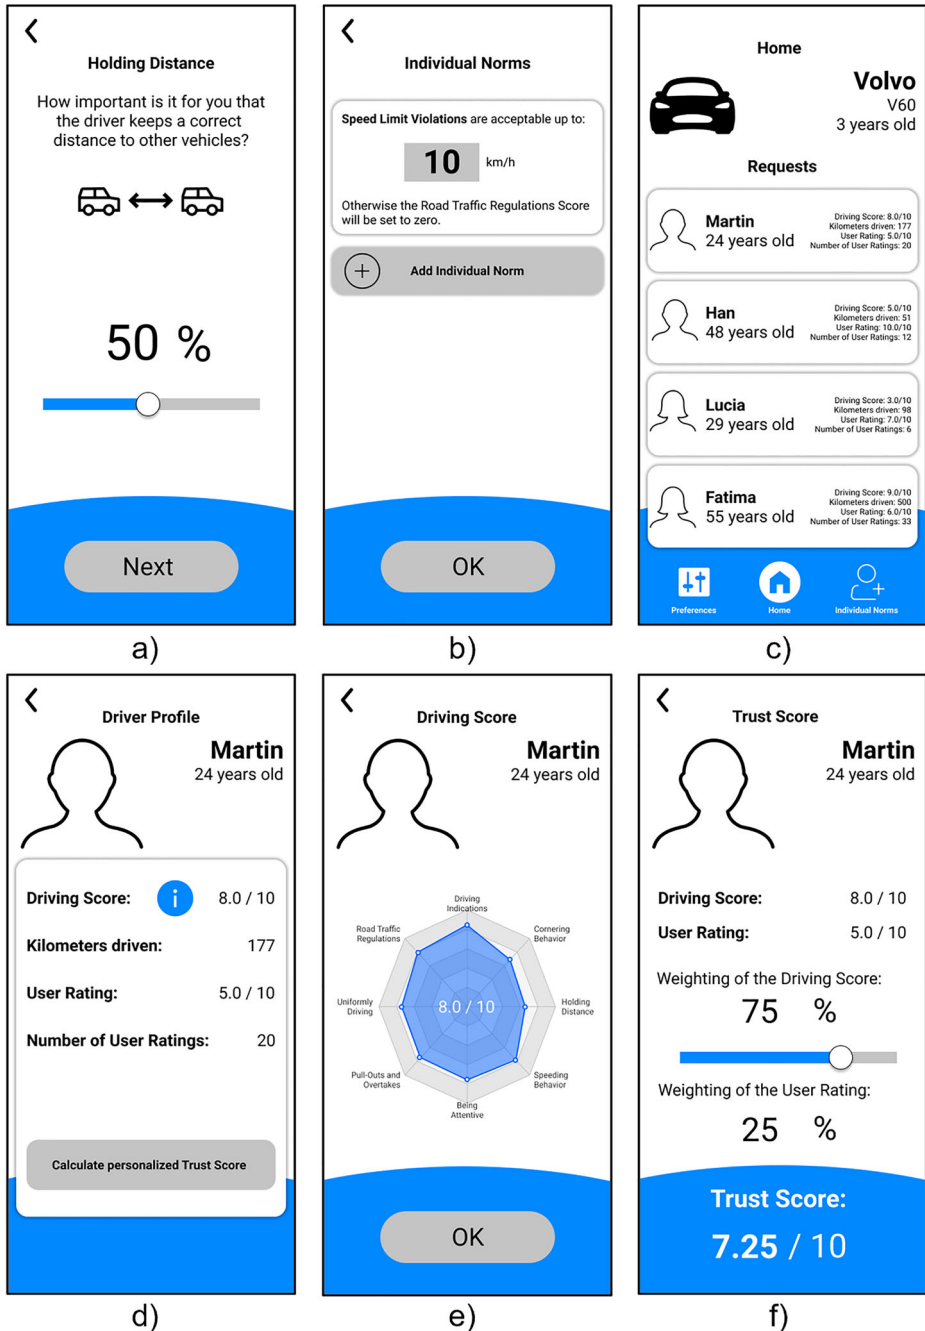 Holding Distance
How important is it for you that
the driver keeps a correct
distance to other vehicles?
50 %
Next
a)
Individual Norms
Speed Limit Violations are acceptable up to:
10 km/h
Otherwise the Road Traffic Regulations Score
will be set to zero.
Add Individual Norm
OK
b)
Home
Volvo
V60
3 years old
Requests
Martin
24 years old
Driving Score: 8.0/10
Kilometers driven: 177
User Rating: 5.0/10
Number of User Ratings: 20
Han
48 years old
Driving Score: 5.0/10
Kilometers driven: 51
User Rating: 10.0/10
Number of User Ratings: 12
Lucia
29 years old
Driving Score: 3.0/10
Kilometers driven: 98
User Rating: 7.0/10
Number of User Ratings: 6
Fatima
55 years old
Driving Score: 9.0/10
Kilometers driven: 500
User Rating: 6.0/10
Number of User Ratings: 33
Preferences
Home
Individual Norms
c)
Driver Profile
Martin
24 years old
Driving Score: i 8.0 / 10
Kilometers driven: 177
User Rating: 5.0 / 10
Number of User Ratings: 20
Calculate personalized Trust Score
d)
Driving Score
Martin
24 years old
Driving
Indications
Cornering
Behavior
Holding
Distance
Speeding
Behavior
Being
Attentive
Pull-Outs and
Overtakes
Uniformly
Driving
Road Traffic
Regulations
8.0 / 10
OK
e)
Trust Score
Martin
24 years old
Driving Score: 8.0 / 10
User Rating: 5.0 / 10
Weighting of the Driving Score:
75 %
Weighting of the User Rating:
25 %
Trust Score:
7.25 / 10
f)